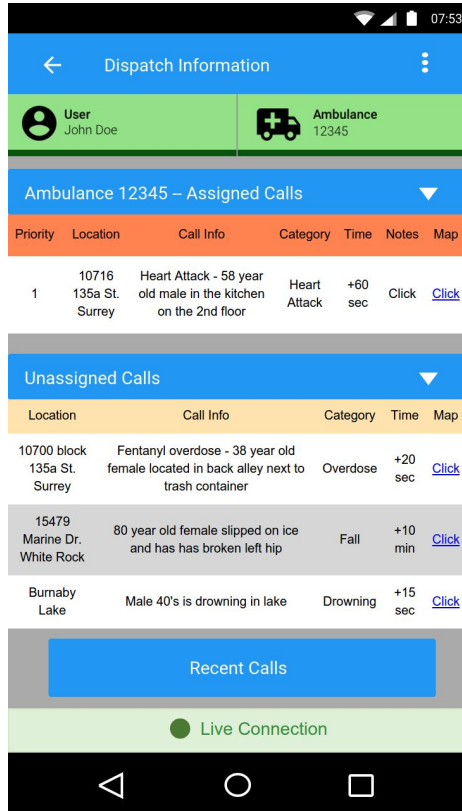 07:53
Dispatch Information
User
John Doe
Ambulance
12345
Ambulance 12345 – Assigned Calls
Priority Location Call Info Category Time Notes Map
1 10716 135a St. Surrey Heart Attack - 58 year old male in the kitchen on the 2nd floor Heart Attack +60 sec Click Click
Unassigned Calls
Location Call Info Category Time Map
10700 block 135a St. Surrey Fentanyl overdose - 38 year old female located in back alley next to trash container Overdose +20 sec Click
15479 Marine Dr. White Rock 80 year old female slipped on ice and has has broken left hip Fall +10 min Click
Burnaby Lake Male 40's is drowning in lake Drowning +15 sec Click
Recent Calls
Live Connection